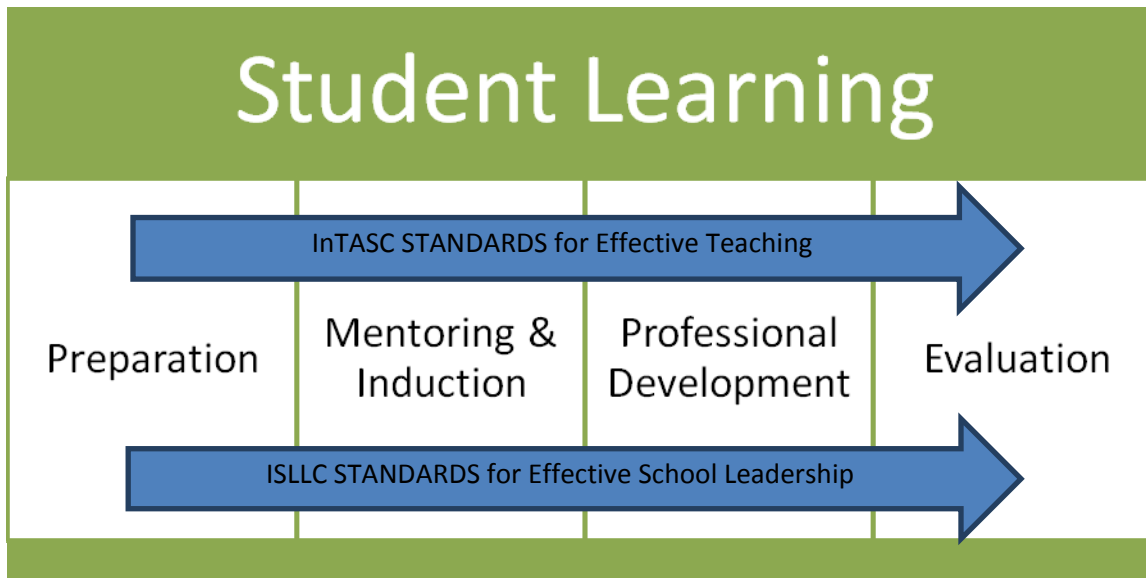 Student Learning
InTASC STANDARDS for Effective Teaching
Preparation
Mentoring &
Induction
Professional
Development
Evaluation
ISLLC STANDARDS for Effective School Leadership